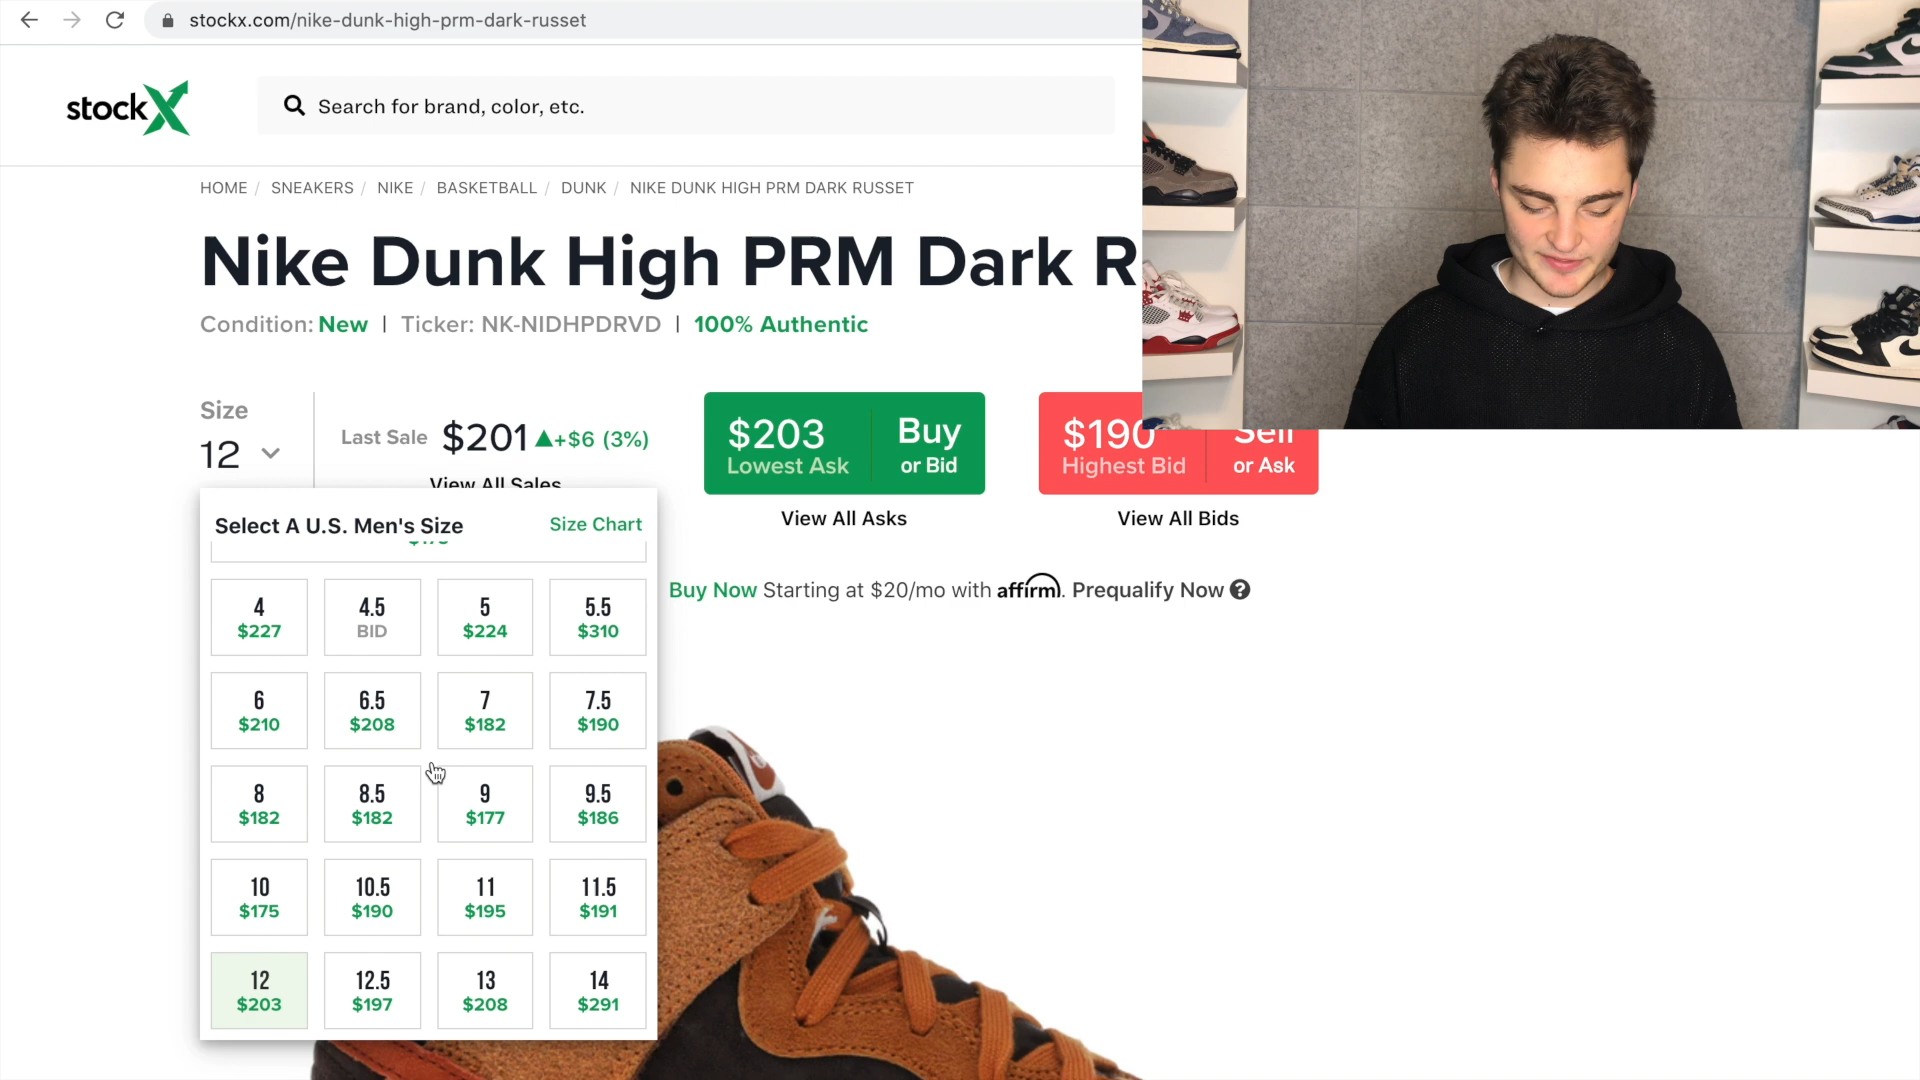 stockx.com/nike-dunk-high-prm-dark-russet
stockX
Search for brand, color, etc.
HOME / SNEAKERS / NIKE / BASKETBALL / DUNK / NIKE DUNK HIGH PRM DARK RUSSET
Nike Dunk High PRM Dark R
Condition: New | Ticker: NK-NIDHPDRVD | 100% Authentic
Size
12
Last Sale $201 ▲+$6 (3%)
View All Sales
$203 Buy
Lowest Ask or Bid
View All Asks
$190 Sell
Highest Bid or Ask
View All Bids
Select A U.S. Men's Size Size Chart
4 4.5 5 5.5
$227 BID $224 $310
6 6.5 7 7.5
$210 $208 $182 $190
8 8.5 9 9.5
$182 $182 $177 $186
10 10.5 11 11.5
$175 $190 $195 $191
12 12.5 13 14
$203 $197 $208 $291
Buy Now Starting at $20/mo with affirm. Prequalify Now ?